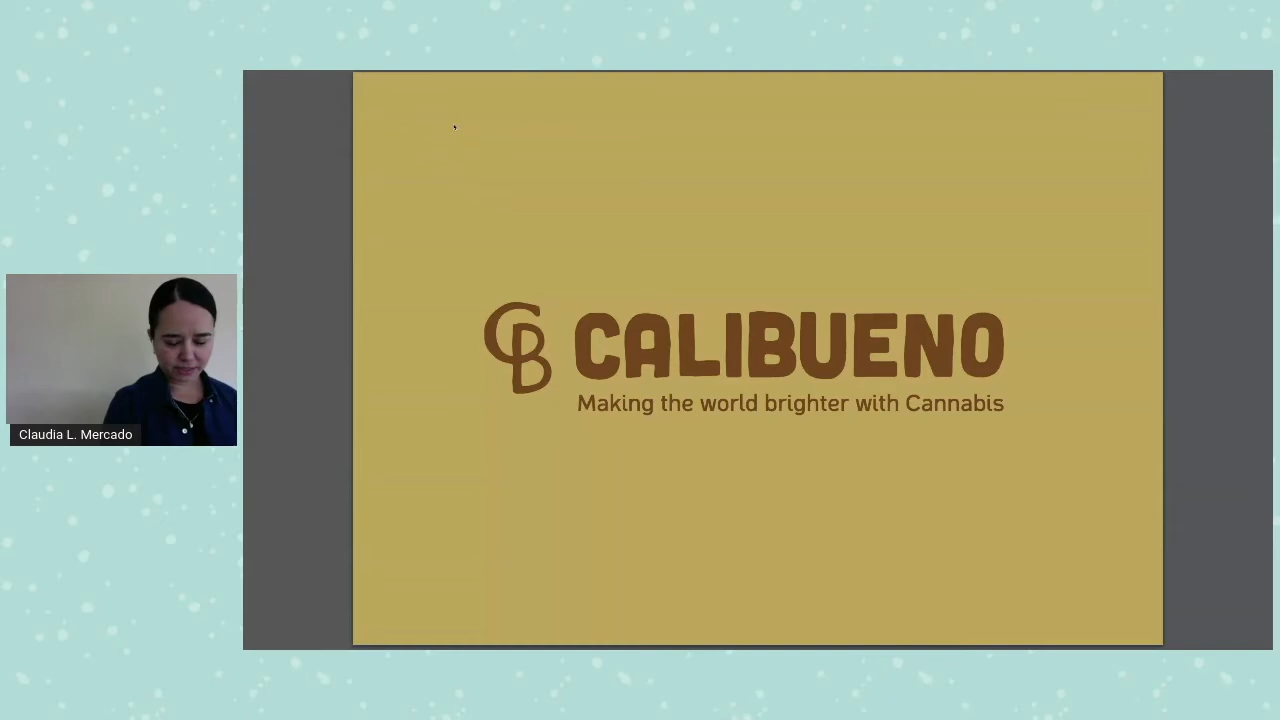 CB CALIBUENO
Making the world brighter with Cannabis
Claudia L. Mercado